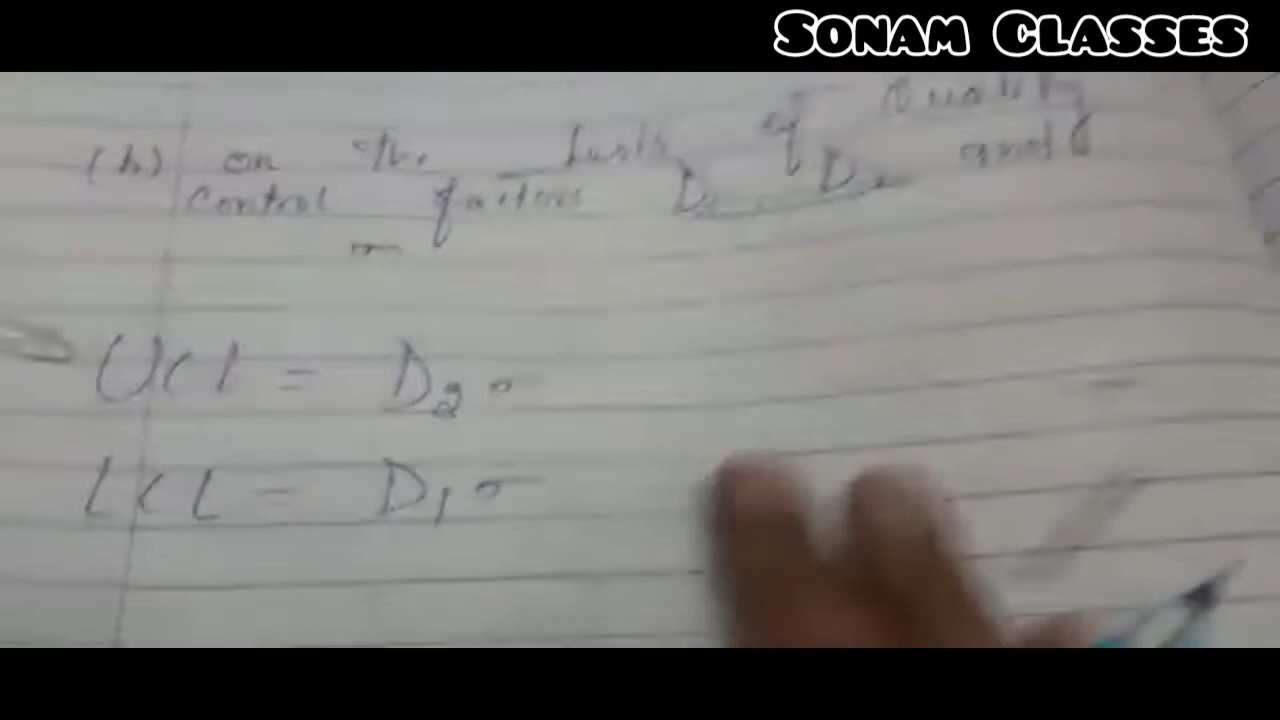 SONAM CLASSES
(b) on the basis of Quality
control factors D₁, D₂ and σ
UCL = D₂σ
LCL = D₁σ